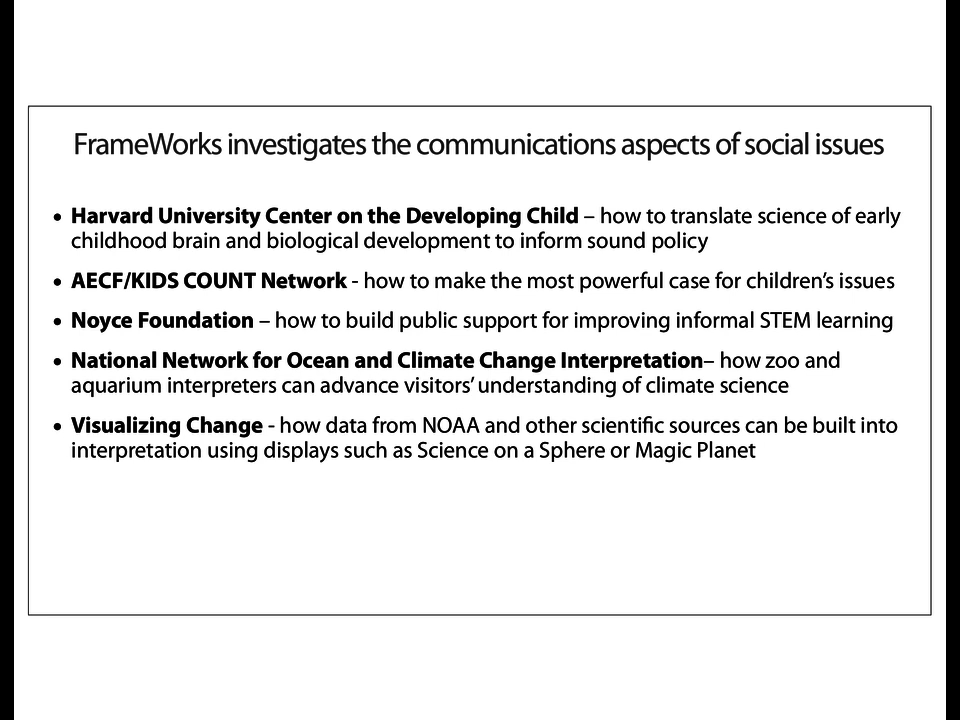 FrameWorks investigates the communications aspects of social issues
• Harvard University Center on the Developing Child – how to translate science of early
childhood brain and biological development to inform sound policy
• AECF/KIDS COUNT Network - how to make the most powerful case for children’s issues
• Noyce Foundation – how to build public support for improving informal STEM learning
• National Network for Ocean and Climate Change Interpretation– how zoo and
aquarium interpreters can advance visitors’ understanding of climate science
• Visualizing Change - how data from NOAA and other scientific sources can be built into
interpretation using displays such as Science on a Sphere or Magic Planet